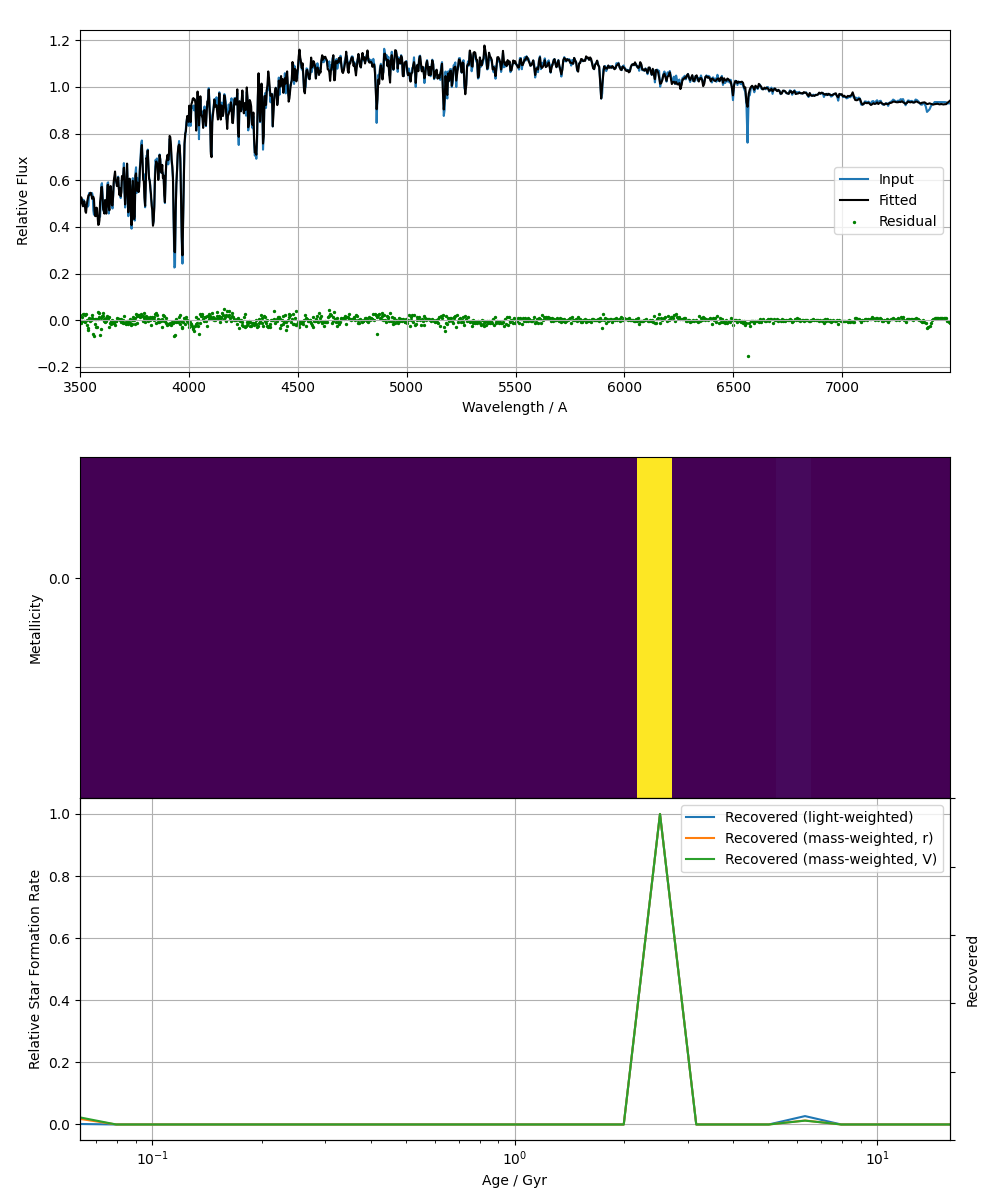 1.2
1.0
0.8
0.6
0.4
0.2
0.0
−0.2
Relative Flux
Input
Fitted
Residual
3500 4000 4500 5000 5500 6000 6500 7000
Wavelength / A
0.0
Metallicity
1.0
0.8
0.6
0.4
0.2
0.0
Relative Star Formation Rate
Recovered (light-weighted)
Recovered (mass-weighted, r)
Recovered (mass-weighted, V)
Recovered
10⁻¹ 10⁰ 10¹
Age / Gyr